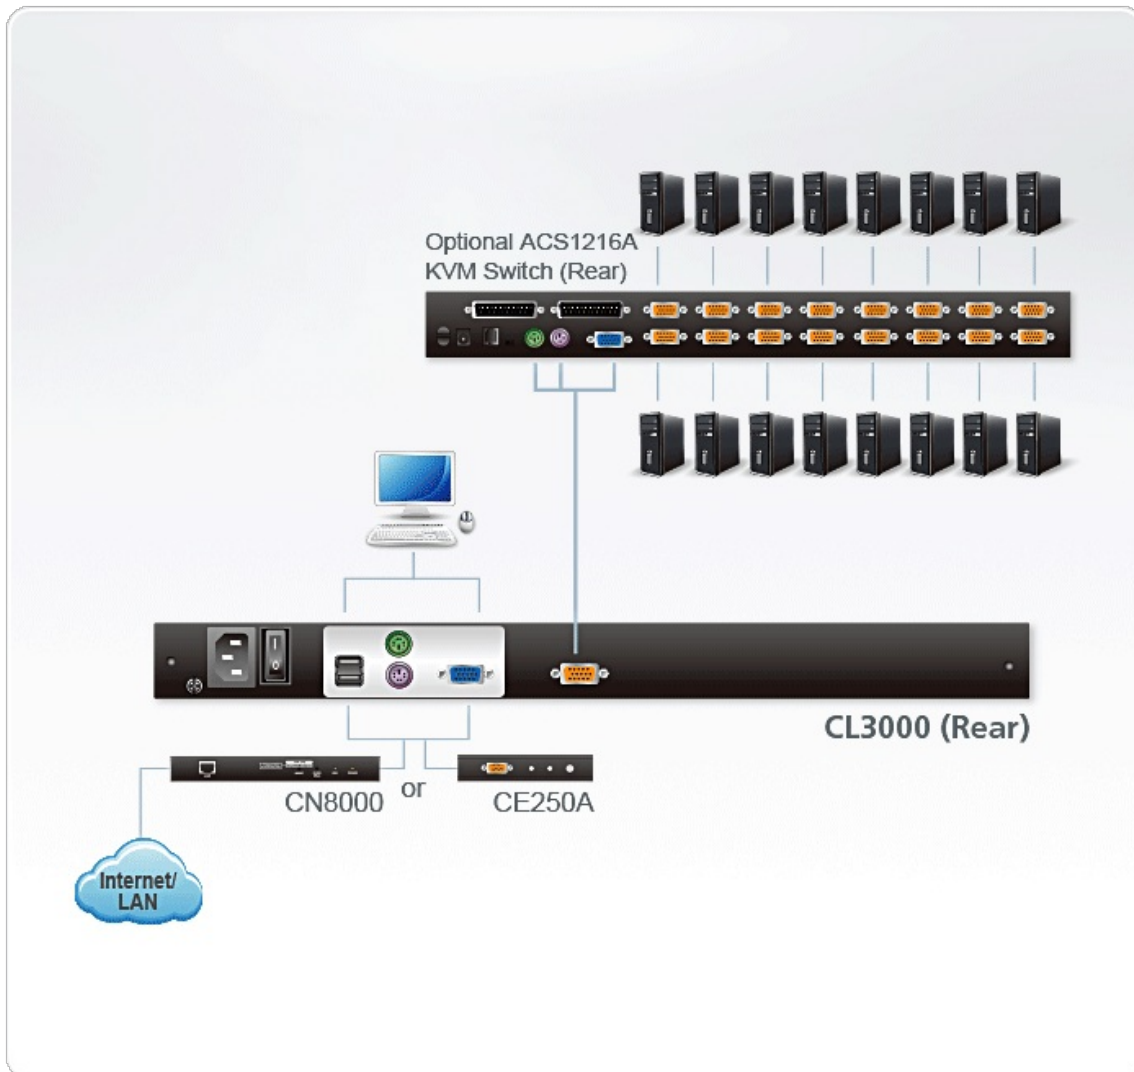 Optional ACS1216A
KVM Switch (Rear)
CL3000 (Rear)
CN8000
or
CE250A
Internet/
LAN